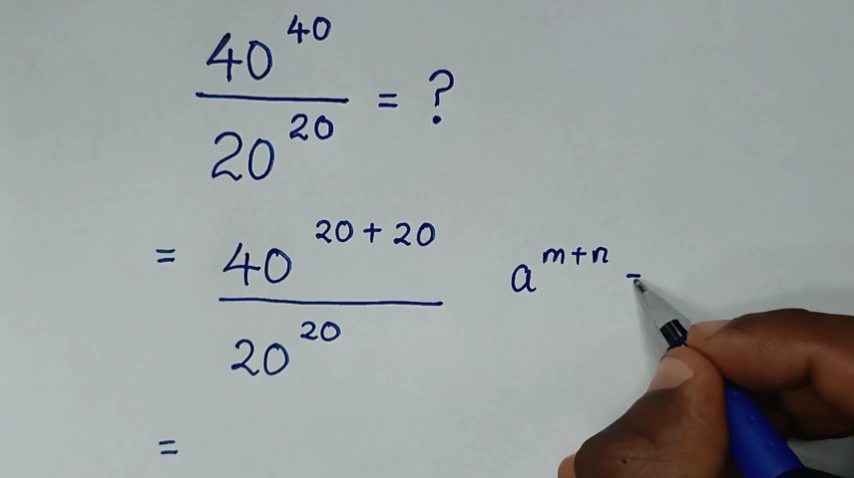 40^40 / 20^20 = ?
= 40^(20 + 20) / 20^20
a^(m+n) =
=